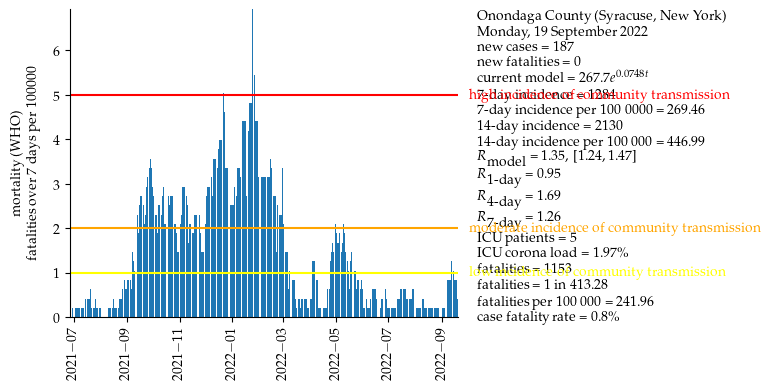 Onondaga County (Syracuse, New York)
Monday, 19 September 2022
new cases = 187
new fatalities = 0
current model = 267.7e^0.0748t
7-day incidence = 1284
high incidence of community transmission
7-day incidence per 100 0000 = 269.46
14-day incidence = 2130
14-day incidence per 100 000 = 446.99
R_model = 1.35, [1.24, 1.47]
R_1-day = 0.95
R_4-day = 1.69
R_7-day = 1.26
moderate incidence of community transmission
ICU patients = 5
ICU corona load = 1.97%
fatalities = 1153
low incidence of community transmission
fatalities = 1 in 413.28
fatalities per 100 000 = 241.96
case fatality rate = 0.8%
mortality (WHO)
fatalities over 7 days per 100000
6
5
4
3
2
1
0
2021−07
2021−09
2021−11
2022−01
2022−03
2022−05
2022−07
2022−09